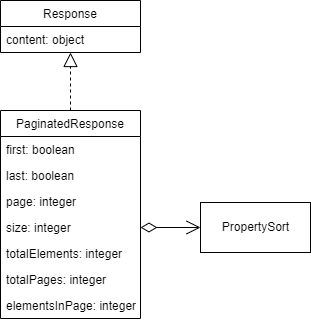 Response
content: object
PaginatedResponse
first: boolean
last: boolean
page: integer
size: integer
totalElements: integer
totalPages: integer
elementsInPage: integer
PropertySort